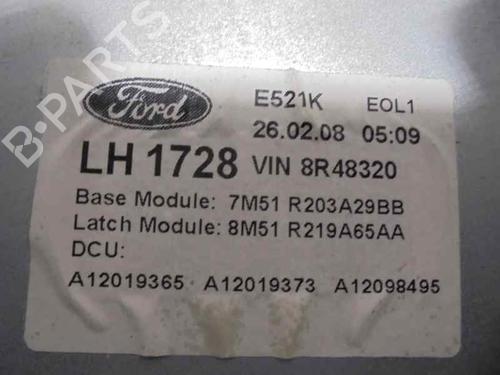 Ford E521K EOL1
26.02.08 05:09
LH 1728 VIN 8R48320
Base Module: 7M51 R203A29BB
Latch Module: 8M51 R219A65AA
DCU:
A12019365 A12019373 A12098495